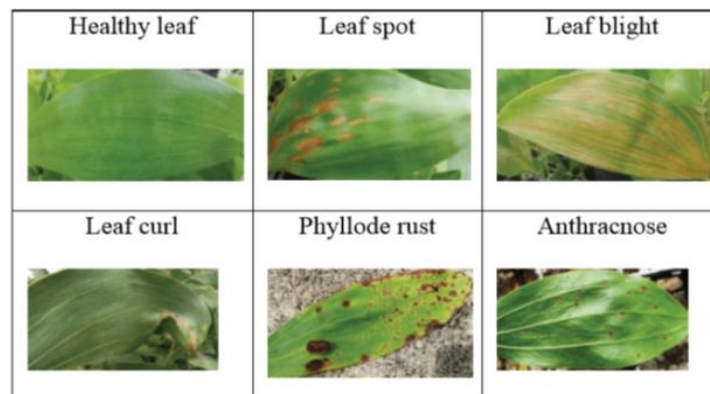 Healthy leaf
Leaf spot
Leaf blight
Leaf curl
Phyllode rust
Anthracnose